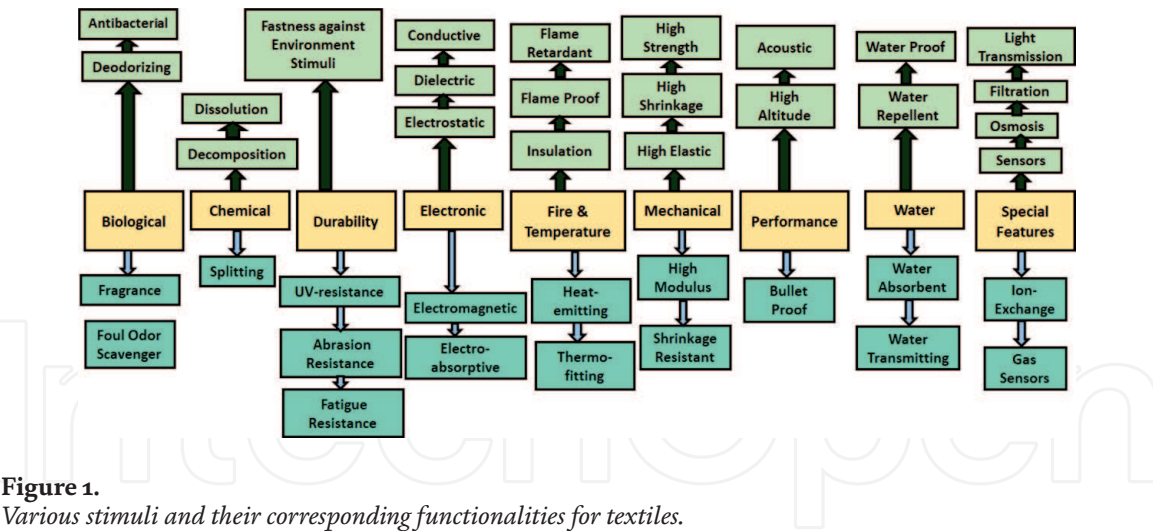 Antibacterial
Deodorizing
Biological
Fragrance
Foul Odor
Scavenger
Dissolution
Decomposition
Chemical
Splitting
Fastness against
Environment
Stimuli
Durability
UV-resistance
Abrasion
Resistance
Fatigue
Resistance
Conductive
Dielectric
Electrostatic
Electronic
Electromagnetic
Electro-
absorptive
Flame
Retardant
Flame Proof
Insulation
Fire &
Temperature
Heat-
emitting
Thermo-
fitting
High
Strength
High
Shrinkage
High Elastic
Mechanical
High
Modulus
Shrinkage
Resistant
Acoustic
High
Altitude
Performance
Bullet
Proof
Water Proof
Water
Repellent
Water
Water
Absorbent
Water
Transmitting
Light
Transmission
Filtration
Osmosis
Sensors
Special
Features
Ion-
Exchange
Gas
Sensors
IntechOpen
Figure 1.
Various stimuli and their corresponding functionalities for textiles.